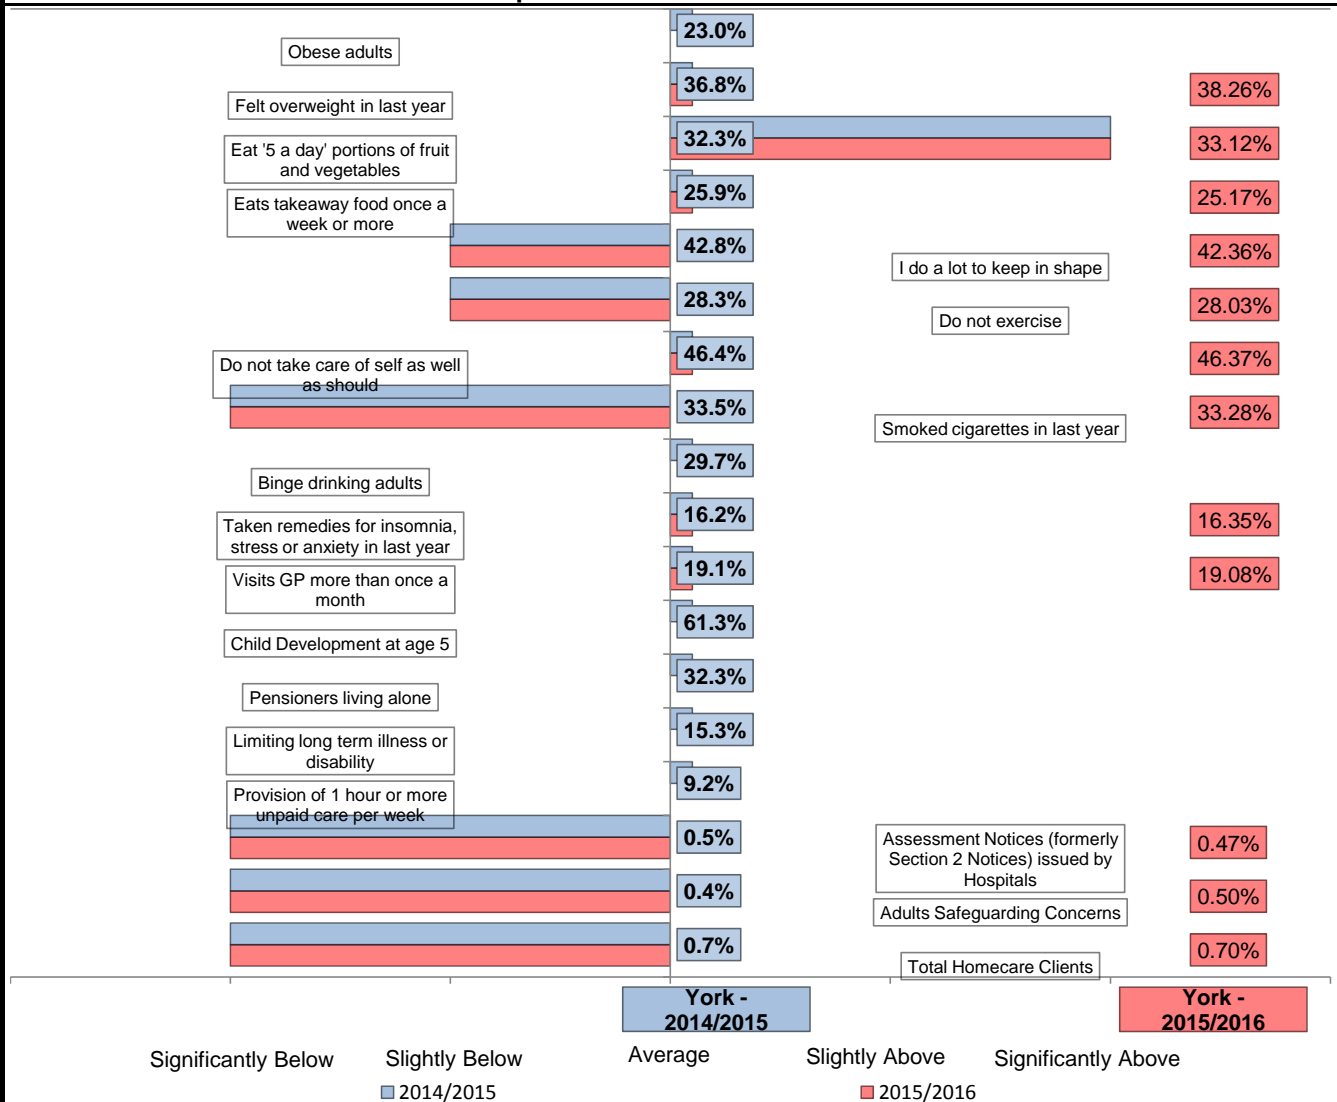 23.0%
Obese adults
36.8%
38.26%
Felt overweight in last year
32.3%
33.12%
Eat '5 a day' portions of fruit
and vegetables
25.9%
25.17%
Eats takeaway food once a
week or more
42.8%
42.36%
I do a lot to keep in shape
28.3%
28.03%
Do not exercise
46.4%
46.37%
Do not take care of self as well
as should
33.5%
33.28%
Smoked cigarettes in last year
29.7%
Binge drinking adults
16.2%
16.35%
Taken remedies for insomnia,
stress or anxiety in last year
19.1%
19.08%
Visits GP more than once a
month
61.3%
Child Development at age 5
32.3%
Pensioners living alone
15.3%
Limiting long term illness or
disability
9.2%
Provision of 1 hour or more
unpaid care per week
0.5%
0.47%
Assessment Notices (formerly
Section 2 Notices) issued by
Hospitals
0.4%
0.50%
Adults Safeguarding Concerns
0.7%
0.70%
Total Homecare Clients
York -
2014/2015
York -
2015/2016
Significantly Below
Slightly Below
Average
Slightly Above
Significantly Above
2014/2015
2015/2016